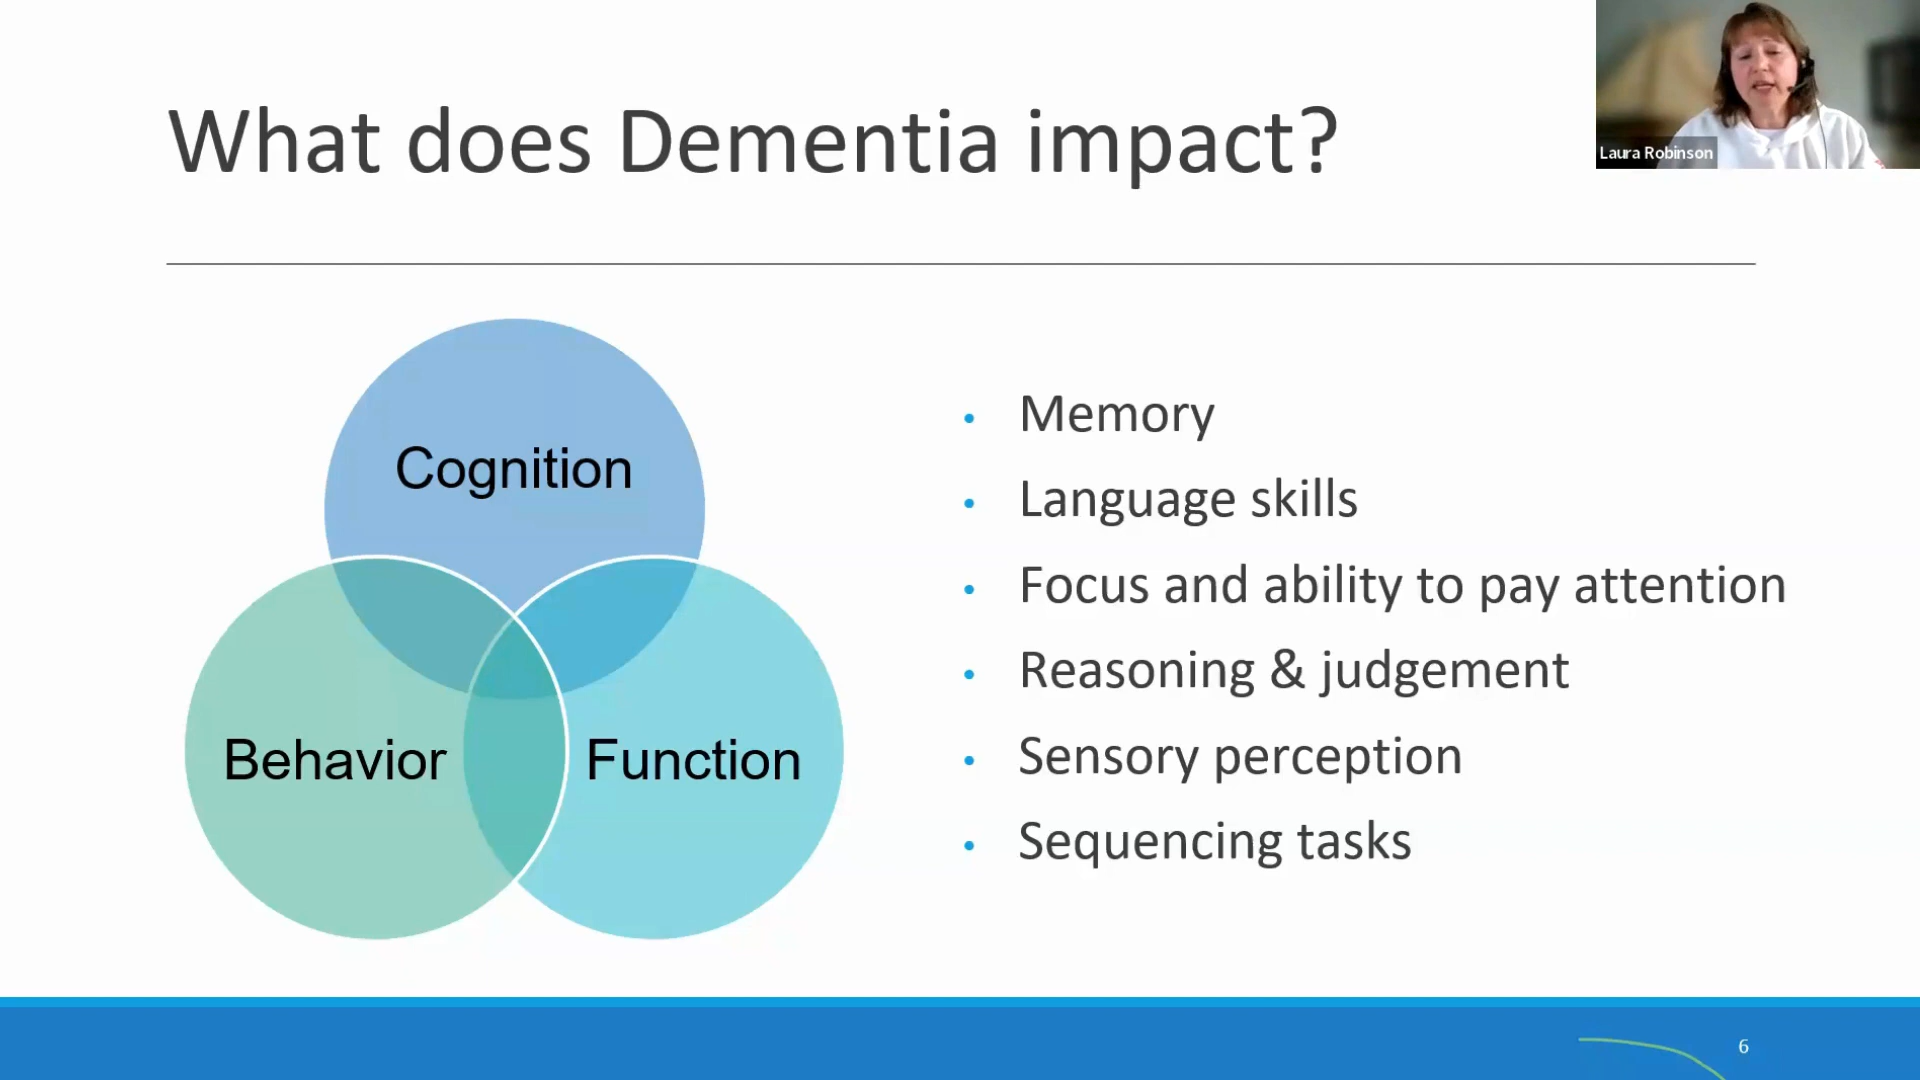 What does Dementia impact?
Laura Robinson
Cognition
Behavior
Function
• Memory
• Language skills
• Focus and ability to pay attention
• Reasoning & judgement
• Sensory perception
• Sequencing tasks
6